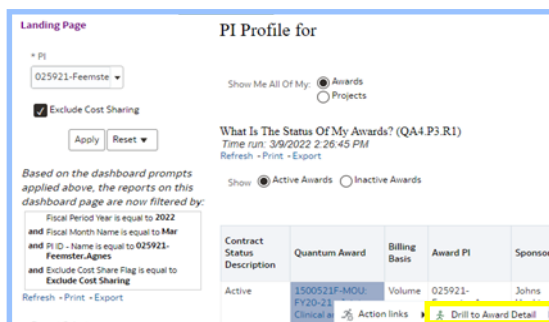 Landing Page
PI Profile for
* PI
025921-Feemste
Exclude Cost Sharing
Apply Reset
Based on the dashboard prompts
applied above, the reports on this
dashboard page are now filtered by:
Fiscal Period Year is equal to 2022
and Fiscal Month Name is equal to Mar
and PI ID - Name is equal to 025921-
Feemster.Agnes
and Exclude Cost Share Flag is equal to
Exclude Cost Sharing
Refresh - Print - Export
Show Me All Of My: Awards
Projects
What Is The Status Of My Awards? (QA4.P3.R1)
Time run: 3/9/2022 2:26:45 PM
Refresh - Print - Export
Show Active Awards Inactive Awards
Contract Status Description Quantum Award Billing Basis Award PI Sponsor
Active 1500521F-MOU: Volume 025921- Johns
FY20-21
Clinical
Action links Drill to Award Detail